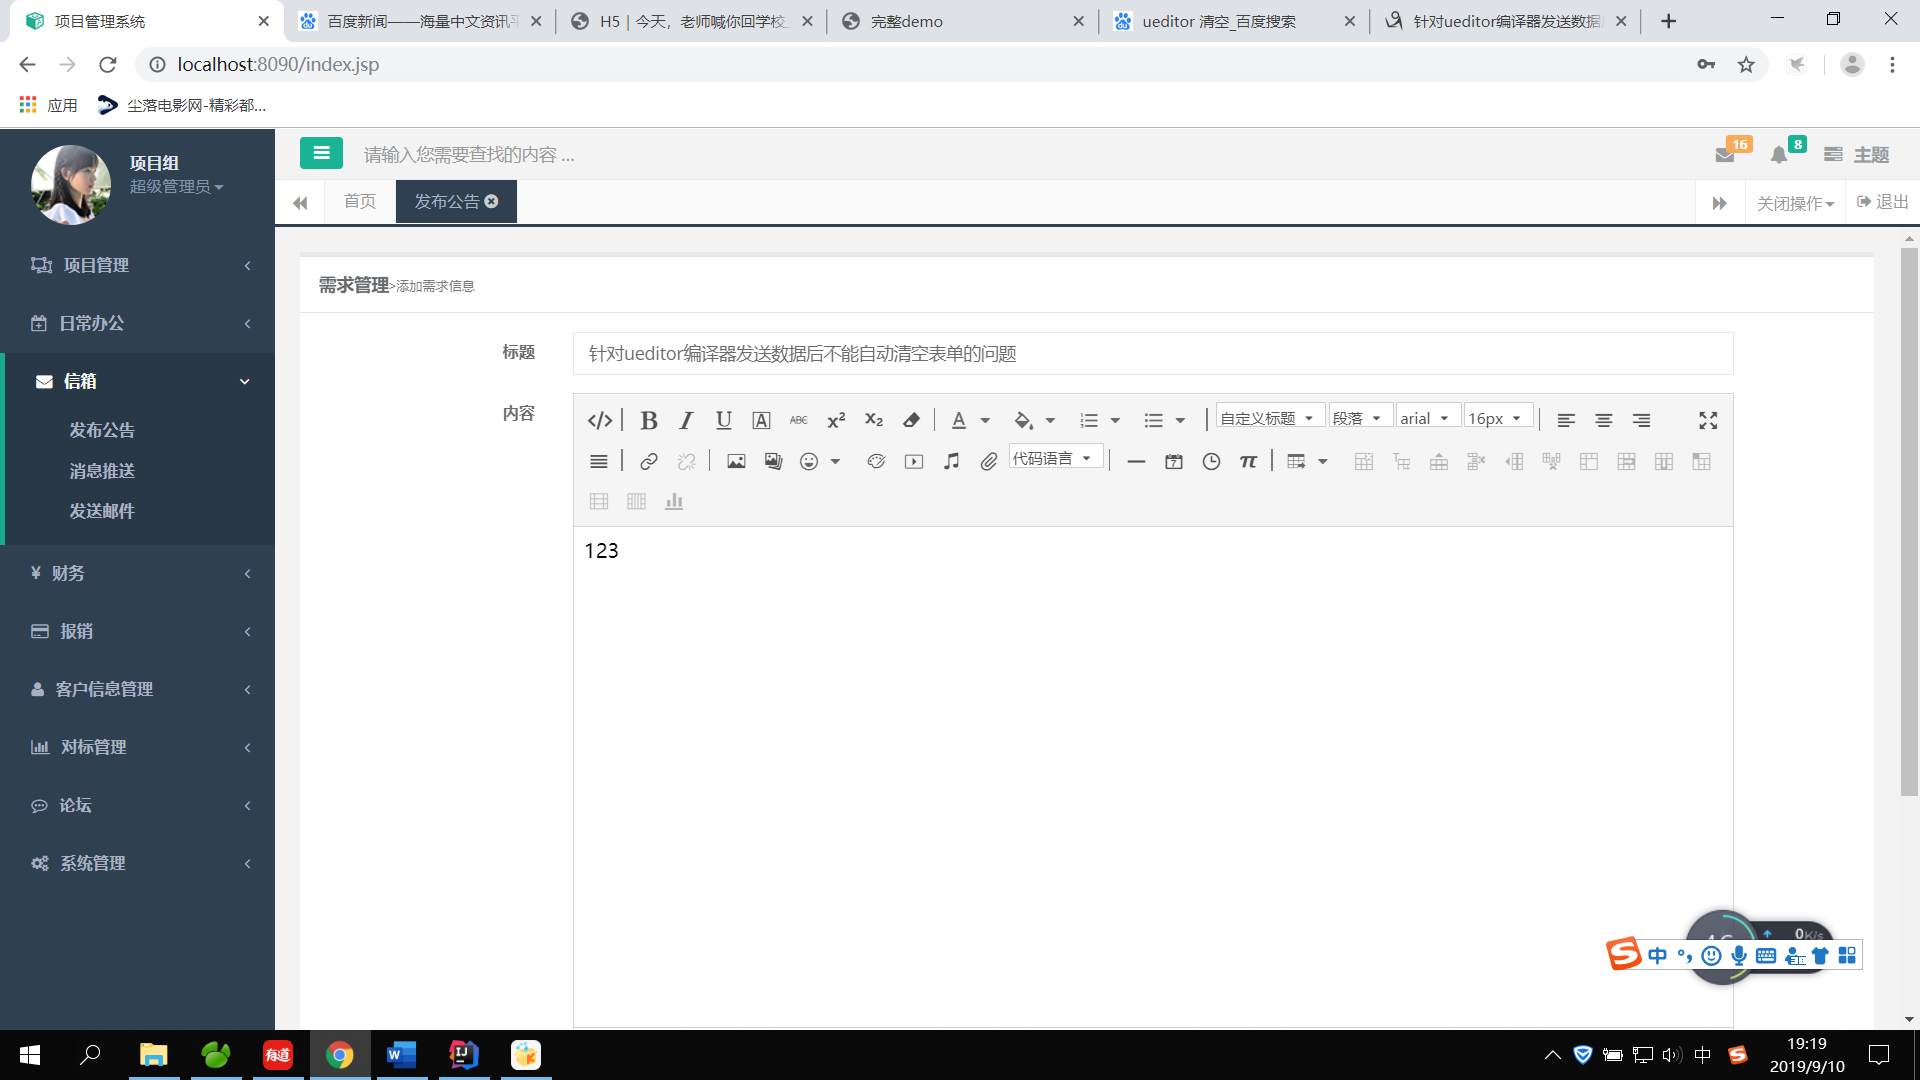 项目管理系统
百度新闻——海量中文资讯平
H5 | 今天，老师喊你回学校_
完整demo
ueditor 清空_百度搜索
针对ueditor编译器发送数据
localhost:8090/index.jsp
应用
尘落电影网-精彩都...
项目组
超级管理员
请输入您需要查找的内容 ...
16
8
主题
首页
发布公告
关闭操作
退出
项目管理
日常办公
信箱
发布公告
消息推送
发送邮件
¥ 财务
报销
客户信息管理
对标管理
论坛
系统管理
需求管理>添加需求信息
标题
针对ueditor编译器发送数据后不能自动清空表单的问题
内容
B I U A ABC x² X₂ A
自定义标题
段落
arial
16px
代码语言
7
π
123
0K/s
S 中
有道
W
IJ
中
S
19:19
2019/9/10